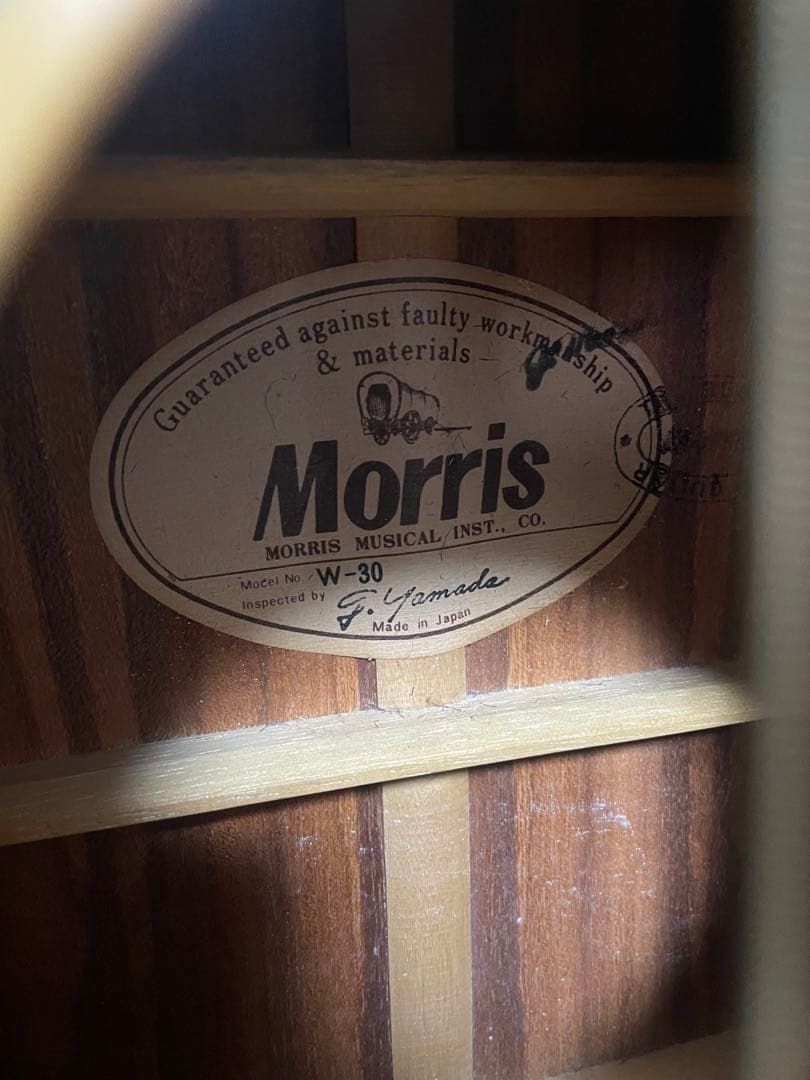 Guaranteed against faulty workmanship
& materials
Morris
MORRIS MUSICAL INST., CO.
Model No. W-30
Inspected by G. Yamada
Made in Japan